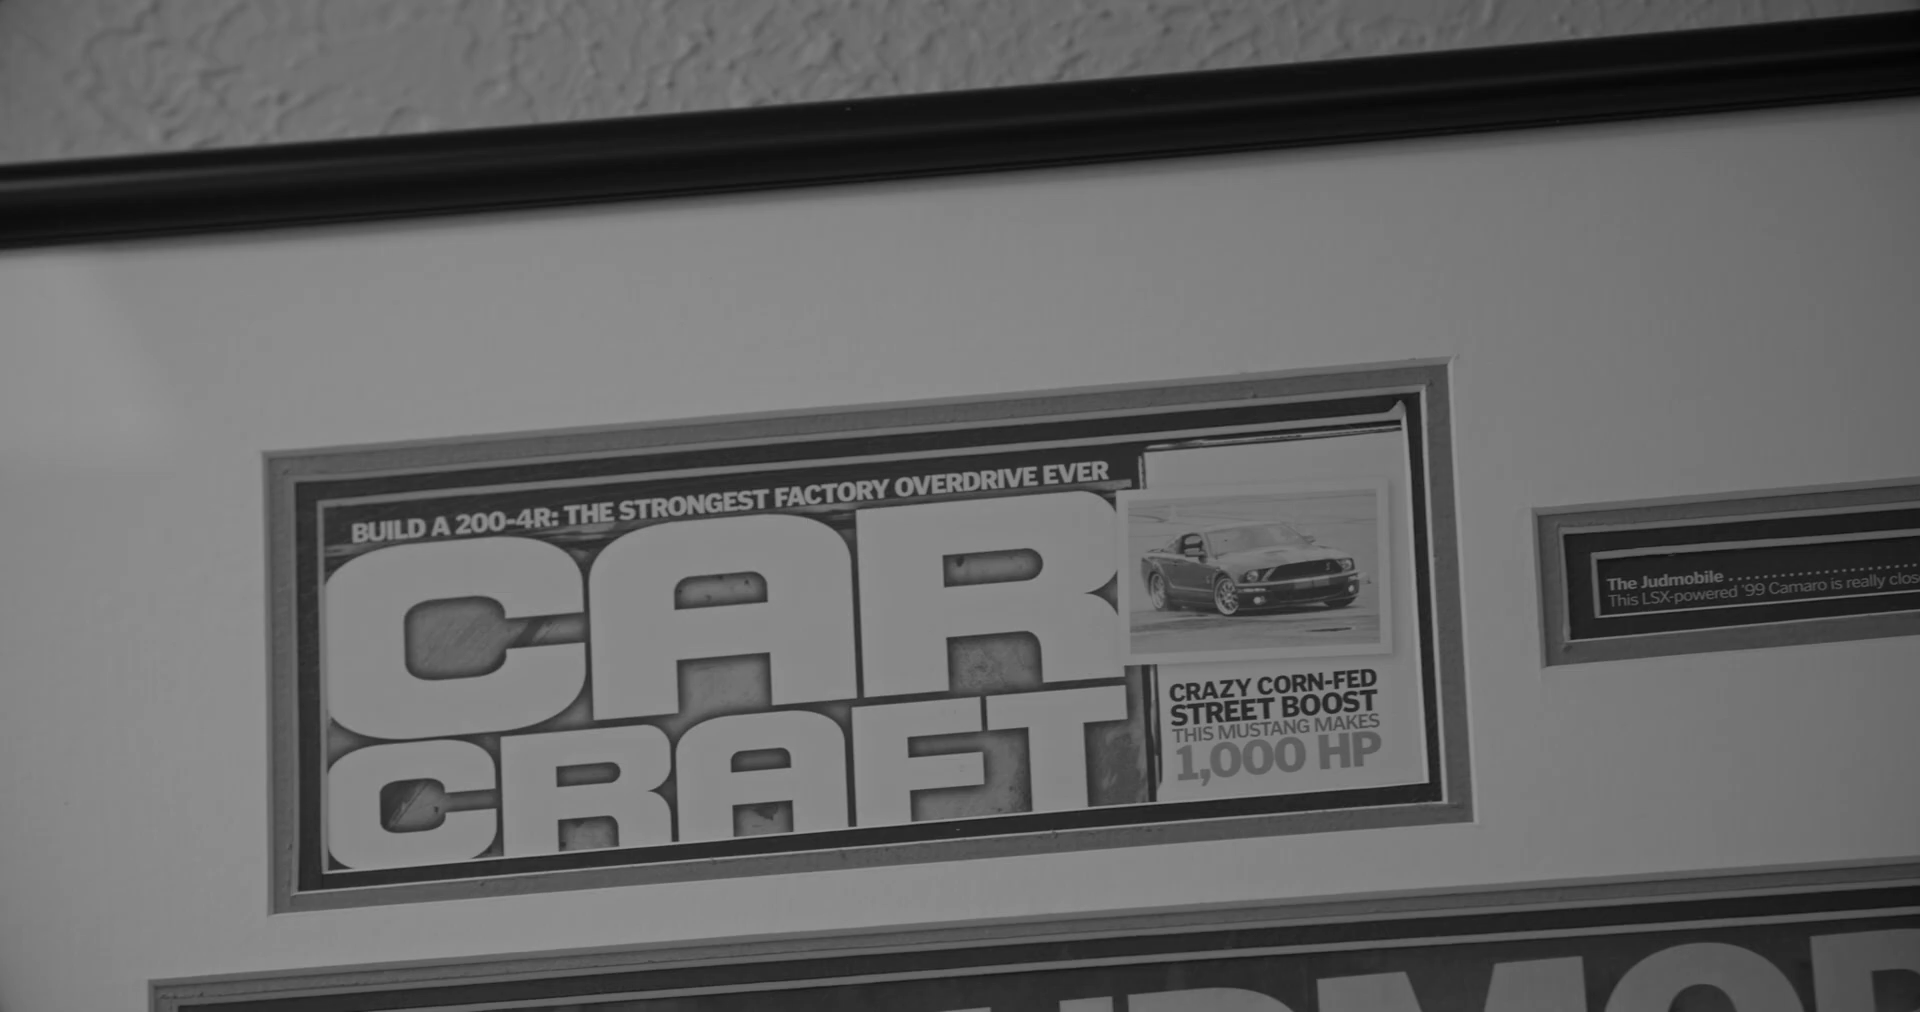 BUILD A 200-4R: THE STRONGEST FACTORY OVERDRIVE EVER
CAR
CRAFT
CRAZY CORN-FED
STREET BOOST
THIS MUSTANG MAKES
1,000 HP
The Judmobile
This LSX-powered '99 Camaro is really